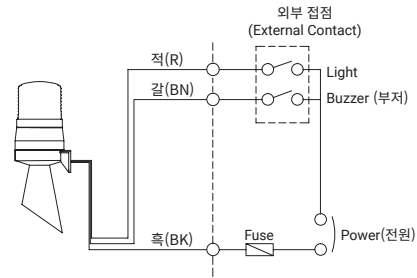 외부 접점
(External Contact)
적(R)
Light
갈(BN)
Buzzer (부저)
흑(BK)
Fuse
Power(전원)